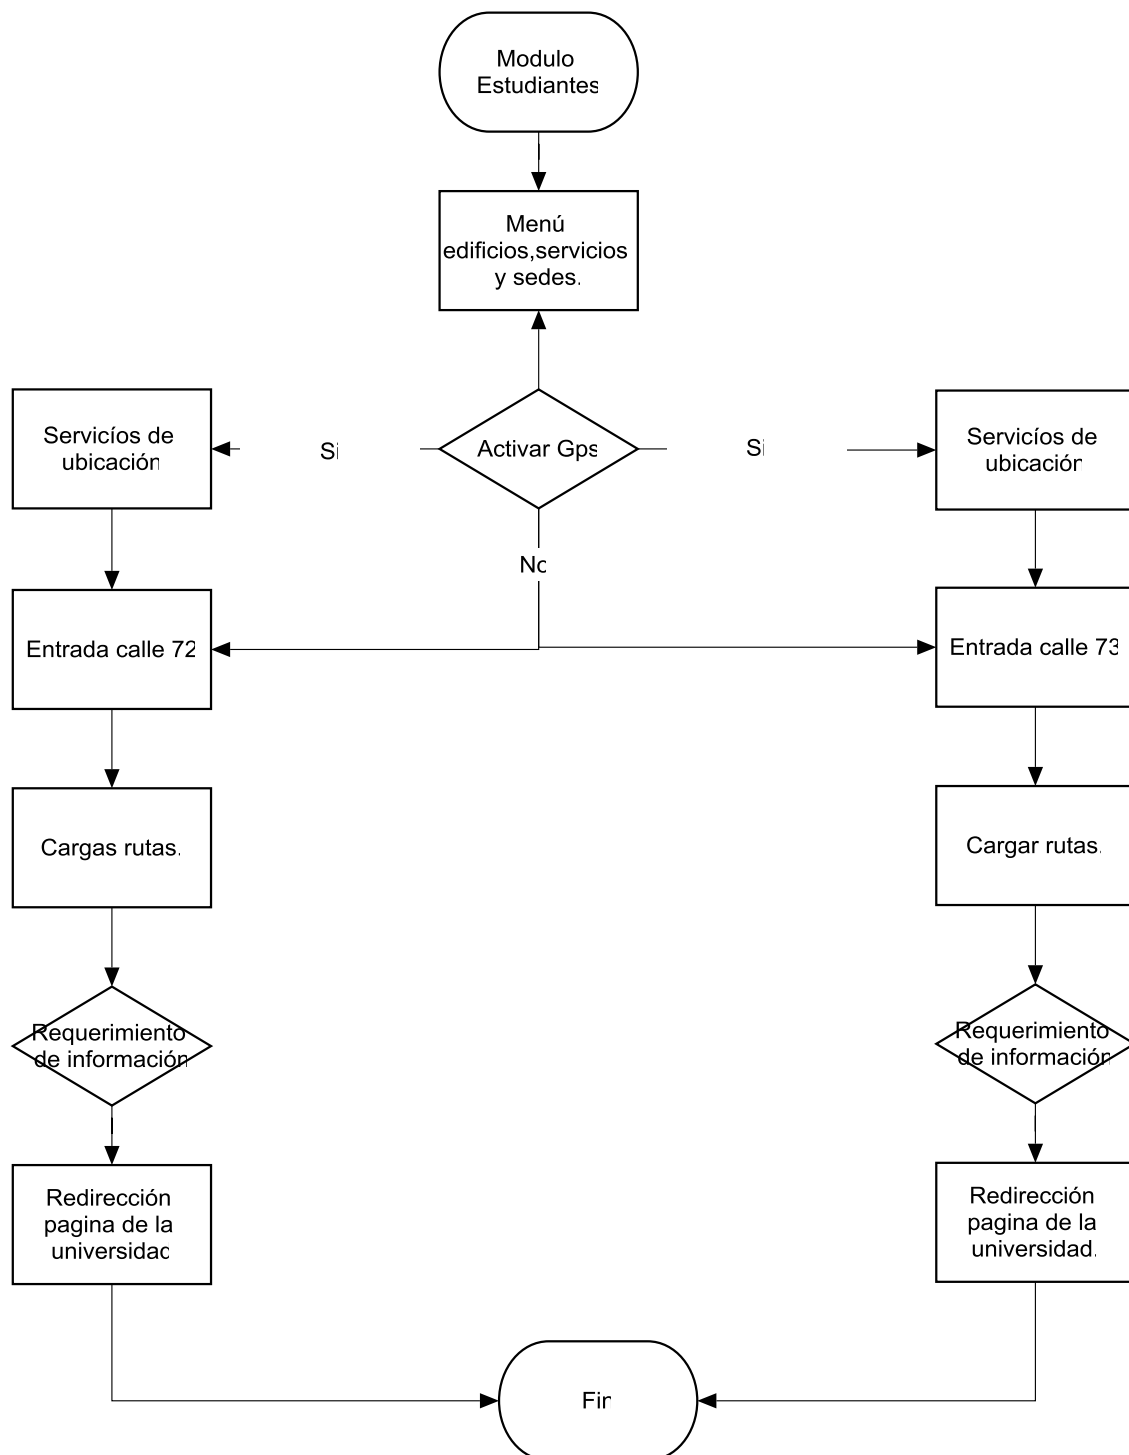 Modulo
Estudiantes
Menú
edificios,servicios
y sedes.
Servicíos de
ubicación
Si
Activar Gps
Si
Servicíos de
ubicación
No
Entrada calle 72
Entrada calle 73
Cargas rutas.
Cargar rutas.
Requerimiento
de información
Requerimiento
de información
Redirección
pagina de la
universidad
Redirección
pagina de la
universidad.
Fin